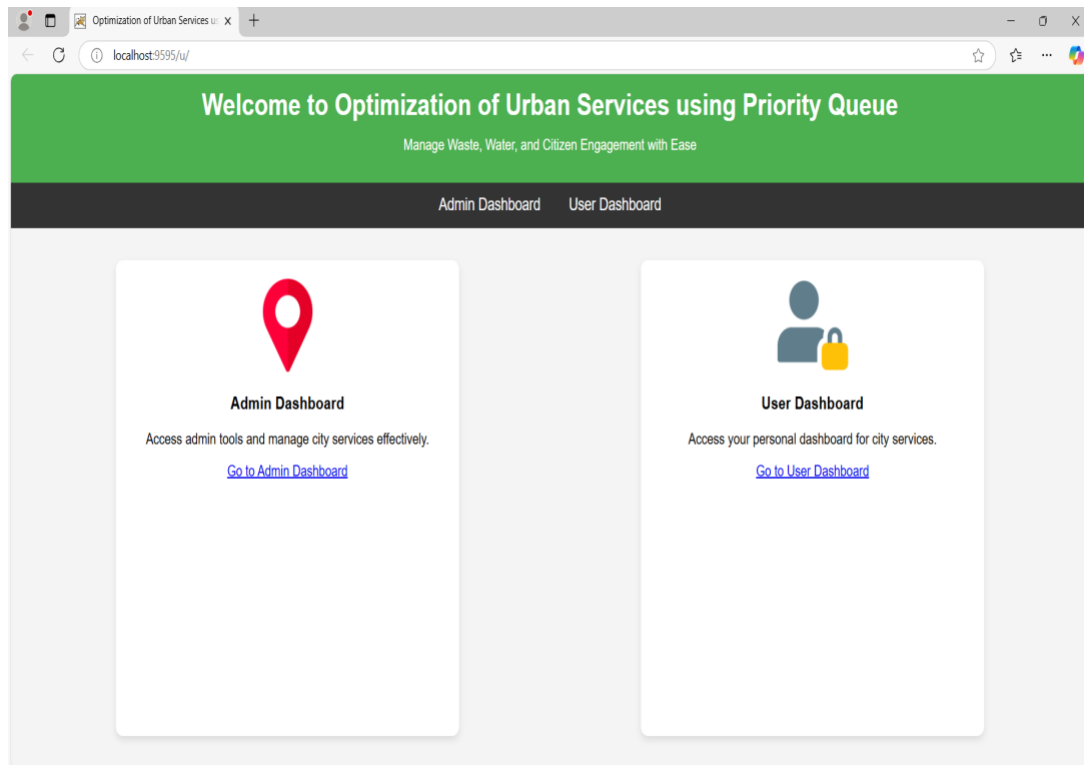 Optimization of Urban Services u
localhost:9595/u/
Welcome to Optimization of Urban Services using Priority Queue
Manage Waste, Water, and Citizen Engagement with Ease
Admin Dashboard User Dashboard
Admin Dashboard
Access admin tools and manage city services effectively.
Go to Admin Dashboard
User Dashboard
Access your personal dashboard for city services.
Go to User Dashboard